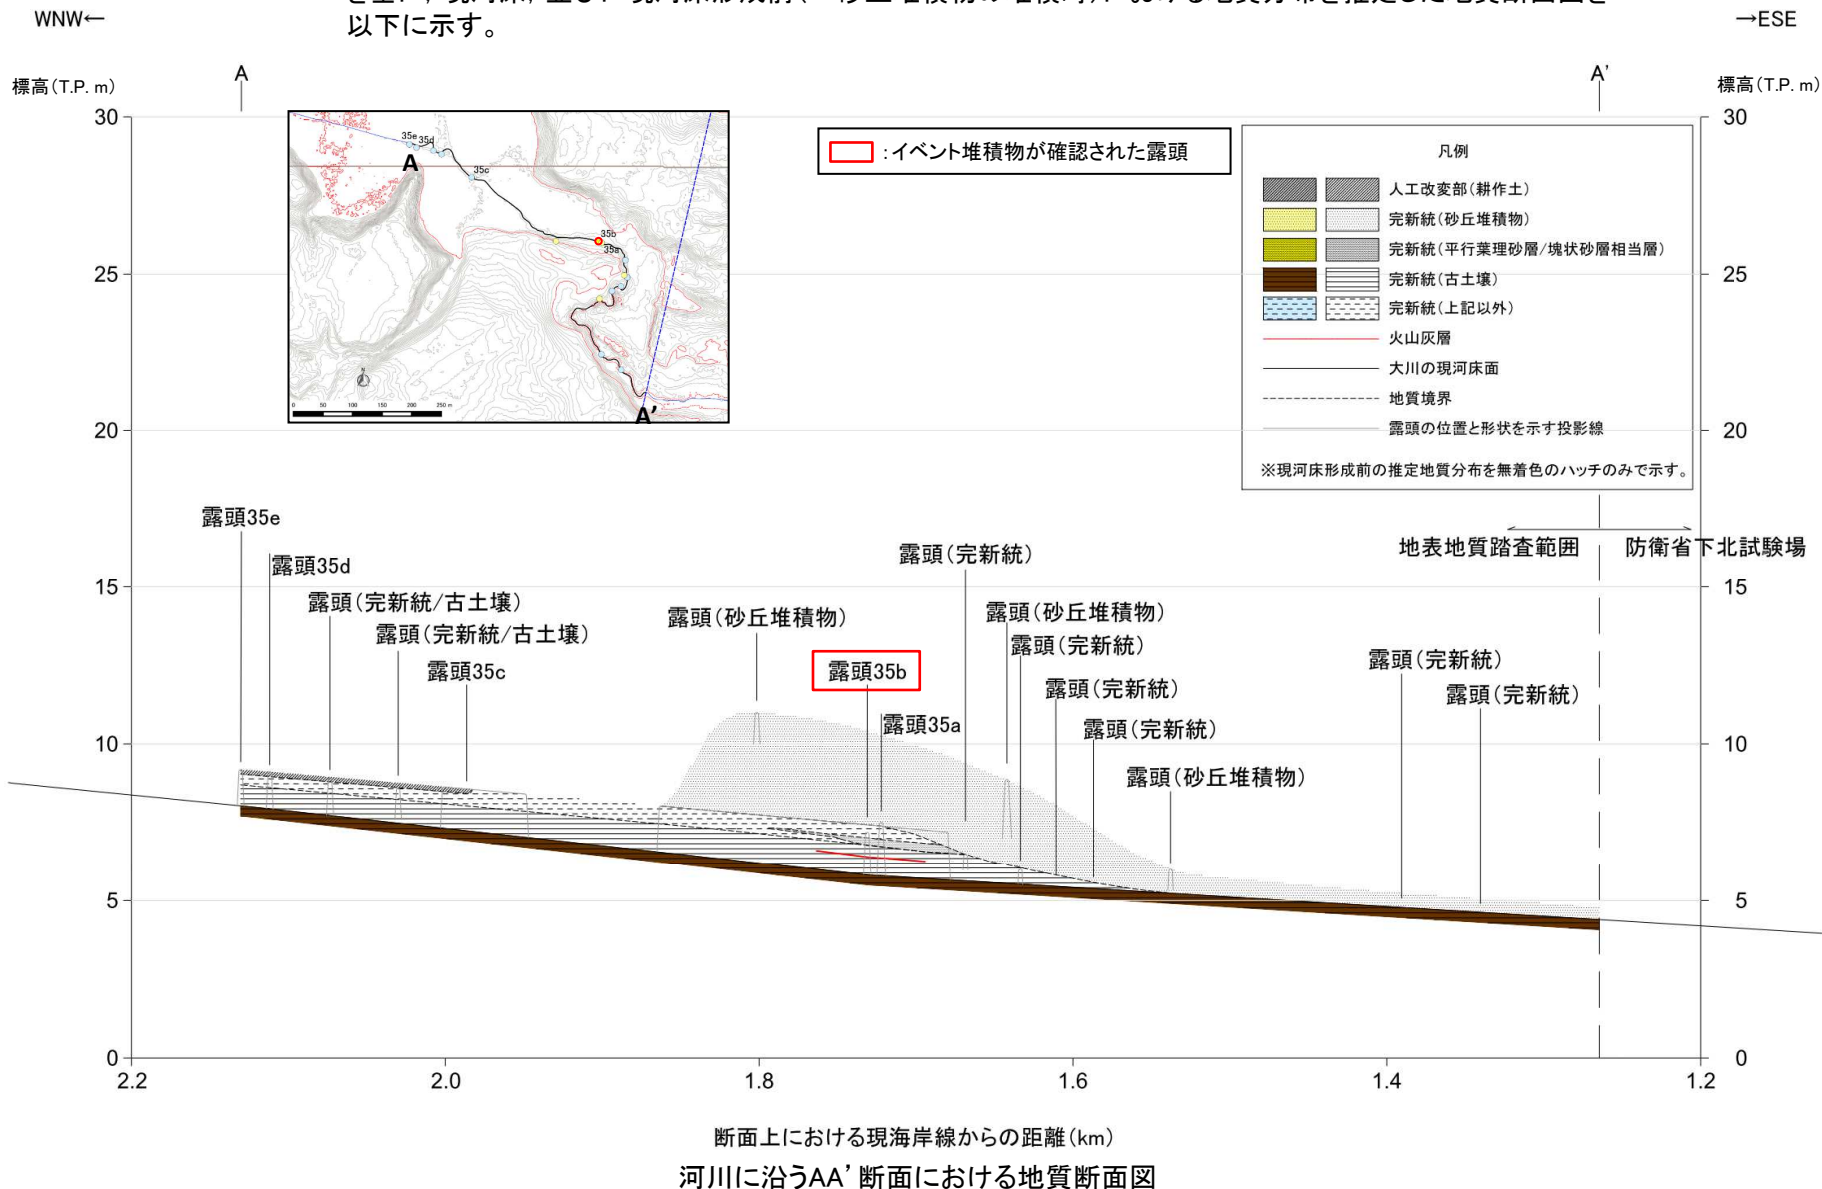 以下に示す。
WNW←
→ESE
標高(T.P. m)
A
A'
標高(T.P. m)
30
25
20
15
10
5
0
30
25
20
15
10
5
0
35e
35d
A
35c
35b
35a
N
0 50 100 150 200 250 m
A'
:イベント堆積物が確認された露頭
凡例
人工改変部(耕作土)
完新統(砂丘堆積物)
完新統(平行葉理砂層/塊状砂層相当層)
完新統(古土壌)
完新統(上記以外)
火山灰層
大川の現河床面
地質境界
露頭の位置と形状を示す投影線
※現河床形成前の推定地質分布を無着色のハッチのみで示す。
地表地質踏査範囲
防衛省下北試験場
露頭35e
露頭35d
露頭(完新統/古土壌)
露頭(完新統/古土壌)
露頭35c
露頭(砂丘堆積物)
露頭35b
露頭35a
露頭(完新統)
露頭(砂丘堆積物)
露頭(完新統)
露頭(完新統)
露頭(完新統)
露頭(砂丘堆積物)
露頭(完新統)
露頭(完新統)
2.2 2.0 1.8 1.6 1.4 1.2
断面上における現海岸線からの距離(km)
河川に沿うAA'断面における地質断面図